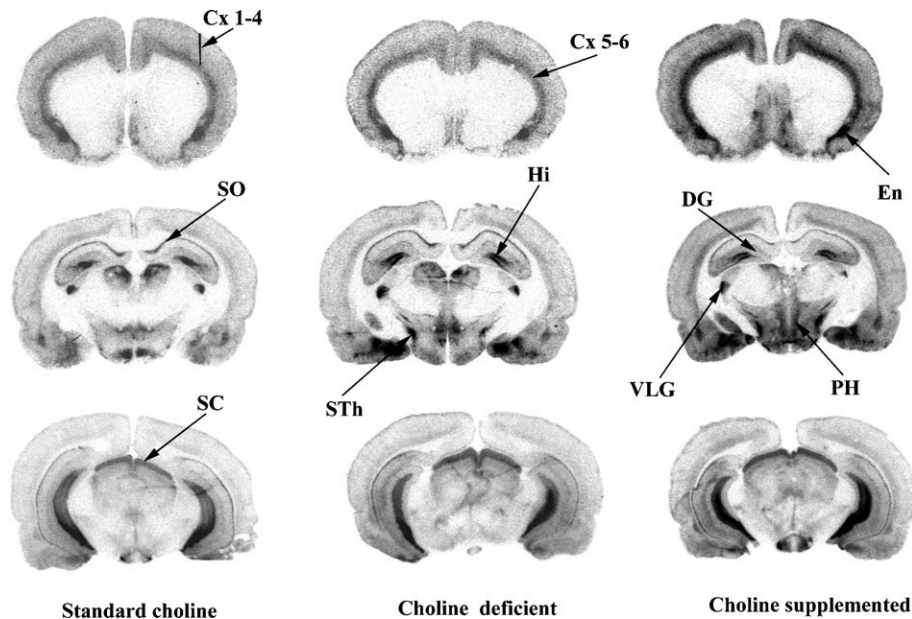 Cx 1-4
Cx 5-6
En
SO
Hi
DG
STh
VLG
PH
SC
Standard choline
Choline deficient
Choline supplemented